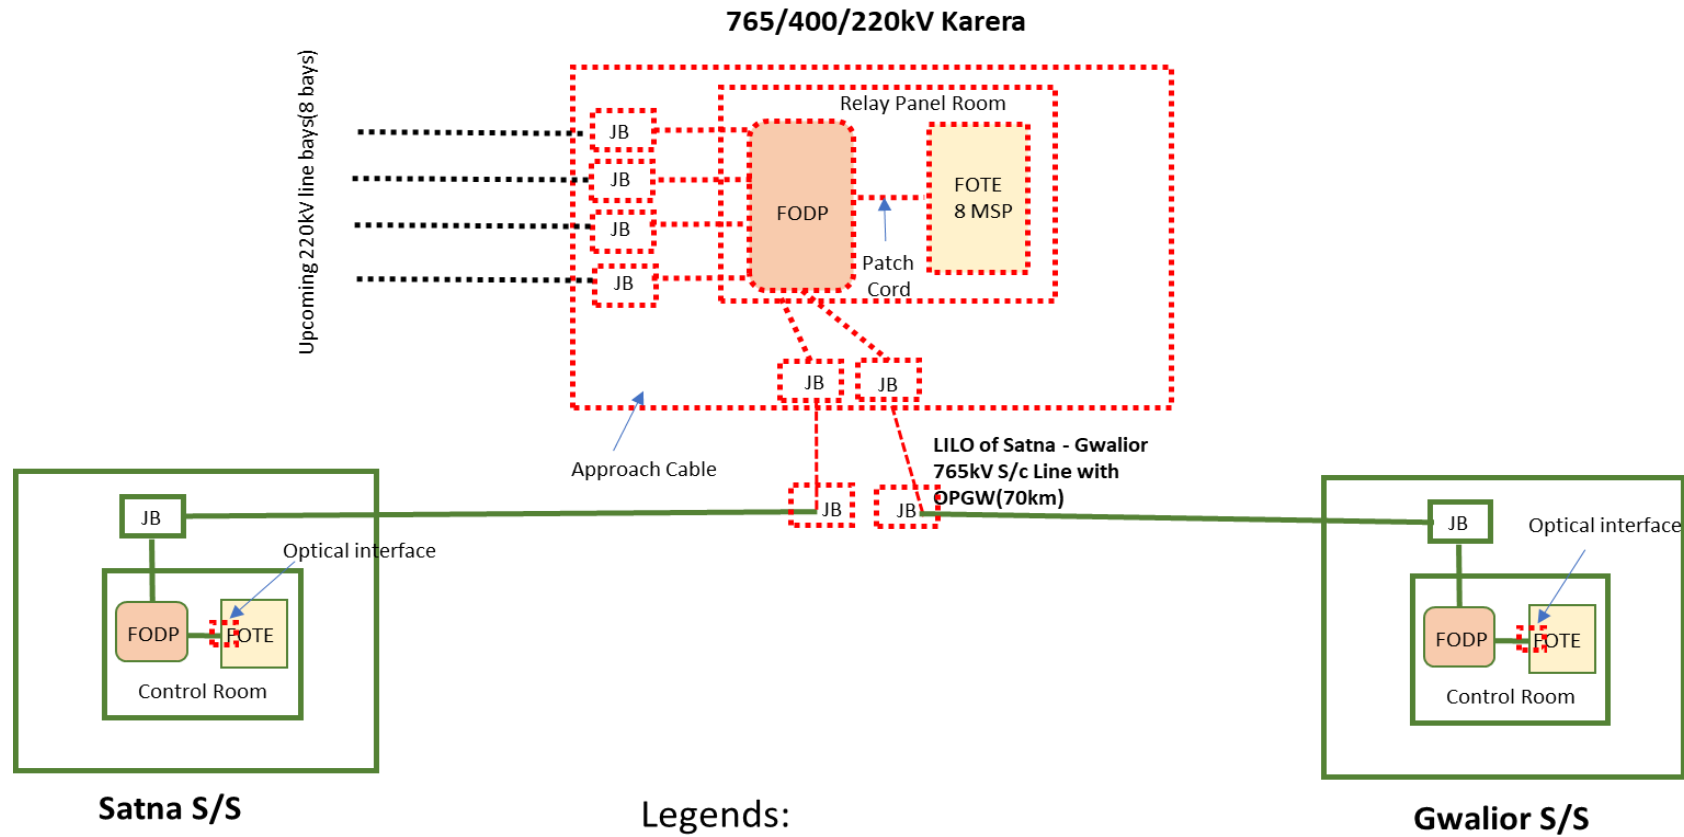 765/400/220kV Karera
Upcoming 220kV line bays(8 bays)
Relay Panel Room
JB
JB
JB
JB
FODP
FOTE
8 MSP
Patch
Cord
JB
JB
Approach Cable
LILO of Satna - Gwalior
765kV S/c Line with
OPGW(70km)
JB
JB
JB
Optical interface
FODP
FOTE
Control Room
Satna S/S
JB
Optical interface
FODP
FOTE
Control Room
Gwalior S/S
Legends: